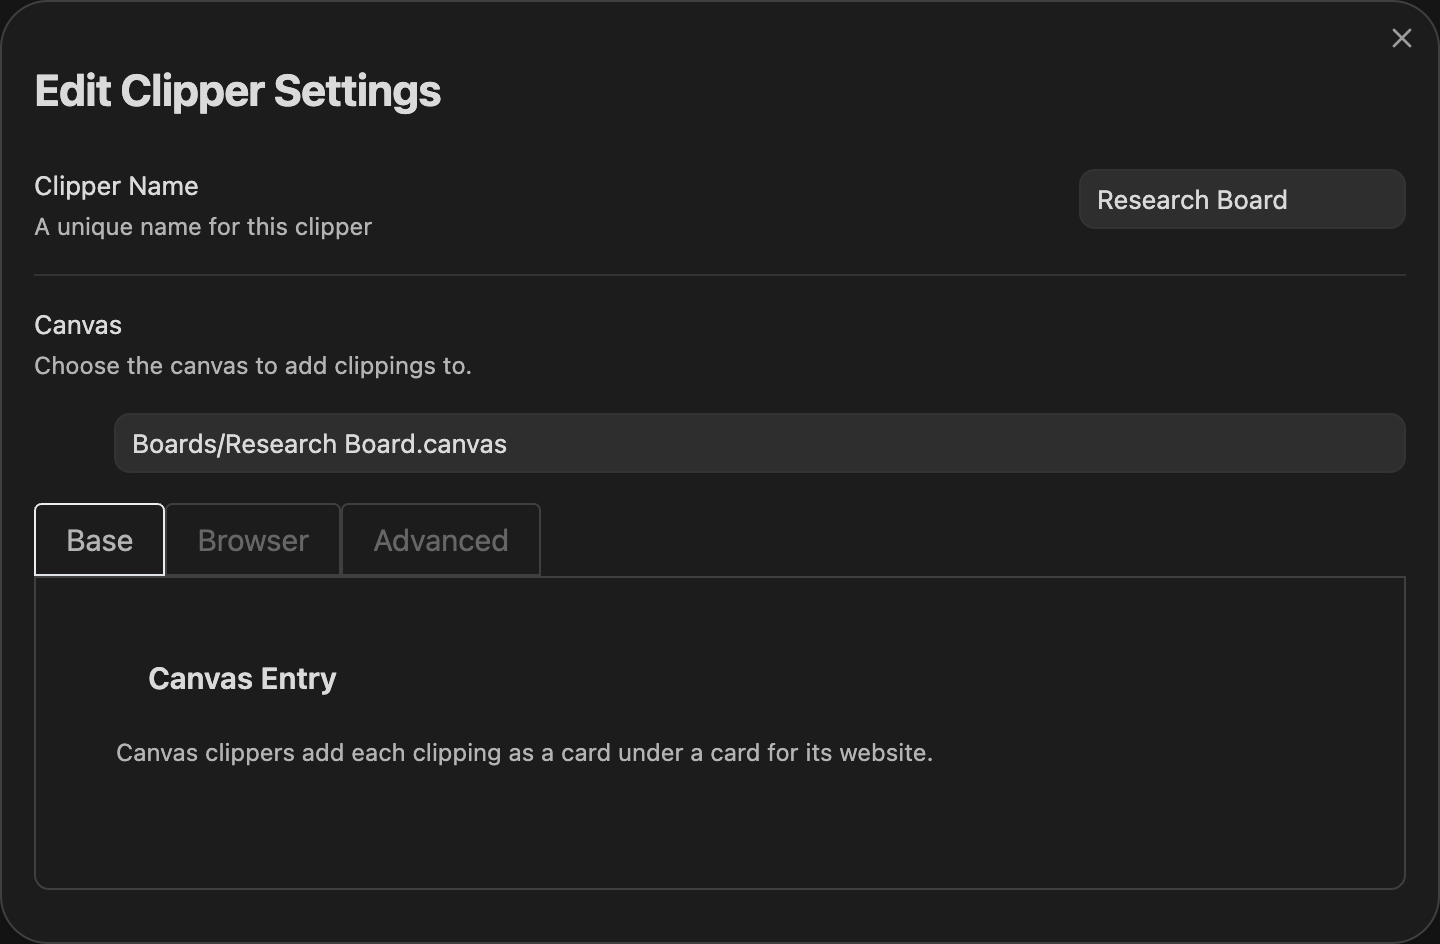 Edit Clipper Settings
Clipper Name
A unique name for this clipper
Research Board
Canvas
Choose the canvas to add clippings to.
Boards/Research Board.canvas
Base
Browser
Advanced
Canvas Entry
Canvas clippers add each clipping as a card under a card for its website.